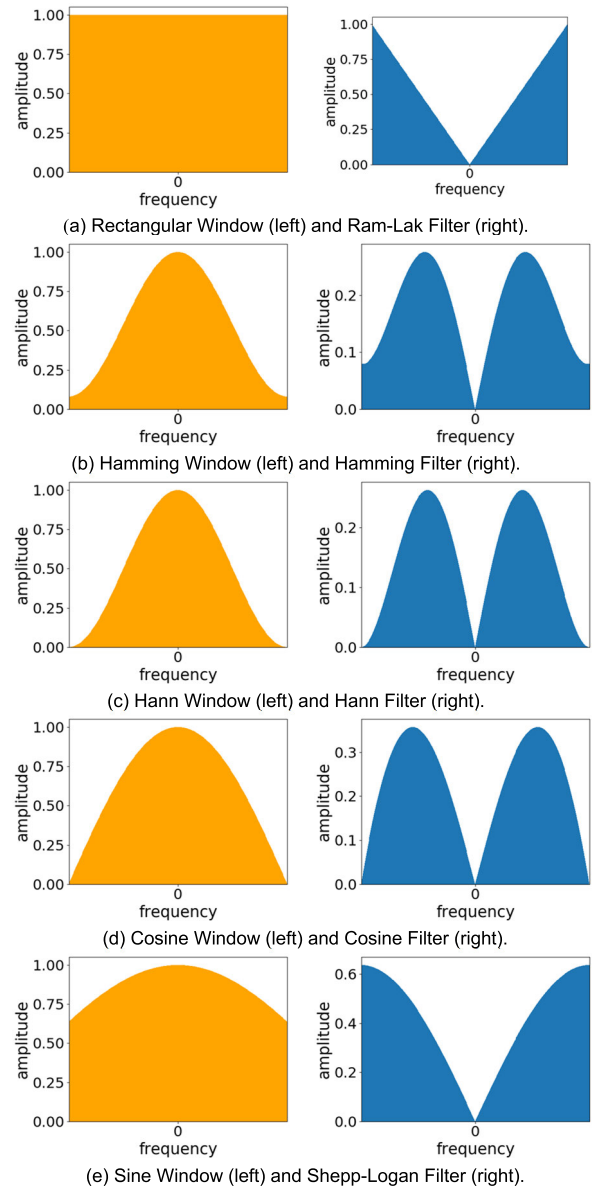 1.00
0.75
0.50
0.25
0.00
amplitude
0
frequency
1.00
0.75
0.50
0.25
0.00
amplitude
0
frequency
(a) Rectangular Window (left) and Ram-Lak Filter (right).
1.00
0.75
0.50
0.25
0.00
amplitude
0
frequency
0.2
0.1
0.0
amplitude
0
frequency
(b) Hamming Window (left) and Hamming Filter (right).
1.00
0.75
0.50
0.25
0.00
amplitude
0
frequency
0.2
0.1
0.0
amplitude
0
frequency
(c) Hann Window (left) and Hann Filter (right).
1.00
0.75
0.50
0.25
0.00
amplitude
0
frequency
0.3
0.2
0.1
0.0
amplitude
0
frequency
(d) Cosine Window (left) and Cosine Filter (right).
1.00
0.75
0.50
0.25
0.00
amplitude
0
frequency
0.6
0.4
0.2
0.0
amplitude
0
frequency
(e) Sine Window (left) and Shepp-Logan Filter (right).